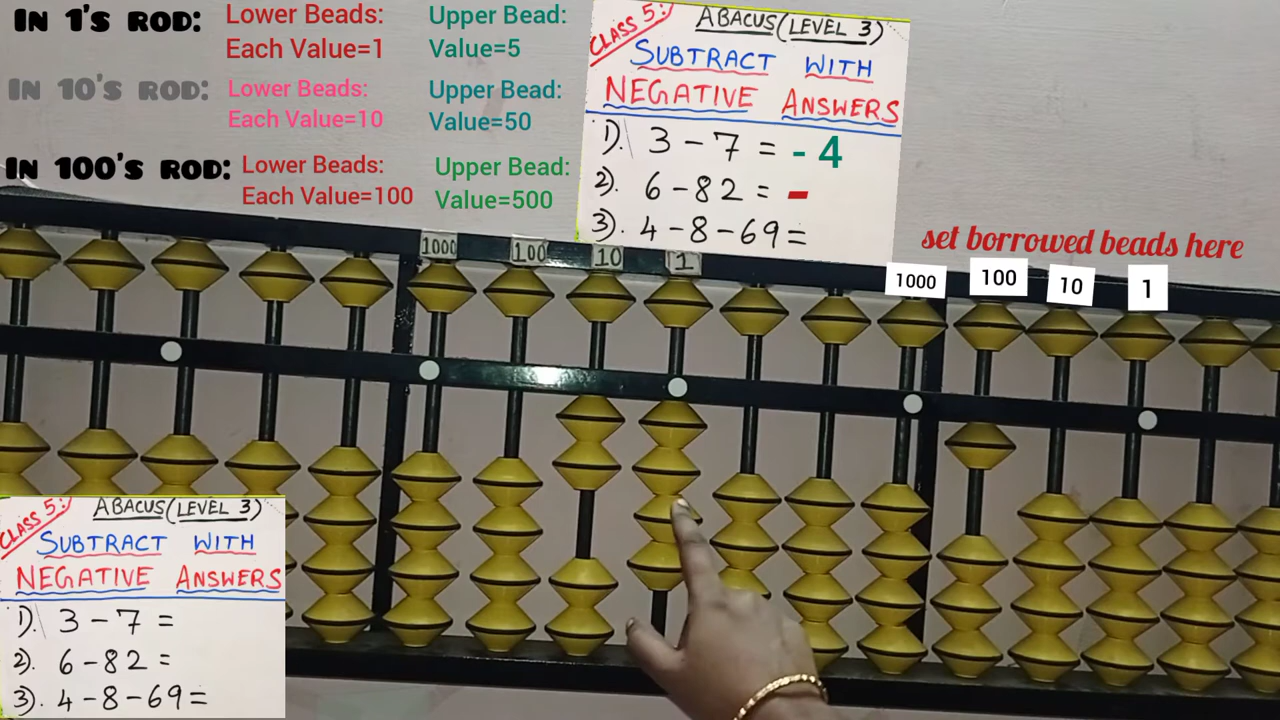 IN 1'S ROD:
Lower Beads:
Each Value=1
Upper Bead:
Value=5
IN 10'S ROD:
Lower Beads:
Each Value=10
Upper Bead:
Value=50
IN 100'S ROD:
Lower Beads:
Each Value=100
Upper Bead:
Value=500
CLASS 5:
ABACUS (LEVEL 3)
SUBTRACT WITH
NEGATIVE ANSWERS
1). 3 - 7 = - 4
2). 6 - 82 = -
3). 4 - 8 - 69 =
set borrowed beads here
1000 100 10 1
1000 100 10 1
CLASS 5:
ABACUS (LEVEL 3)
SUBTRACT WITH
NEGATIVE ANSWERS
1). 3 - 7 =
2). 6 - 82 =
3). 4 - 8 - 69 =